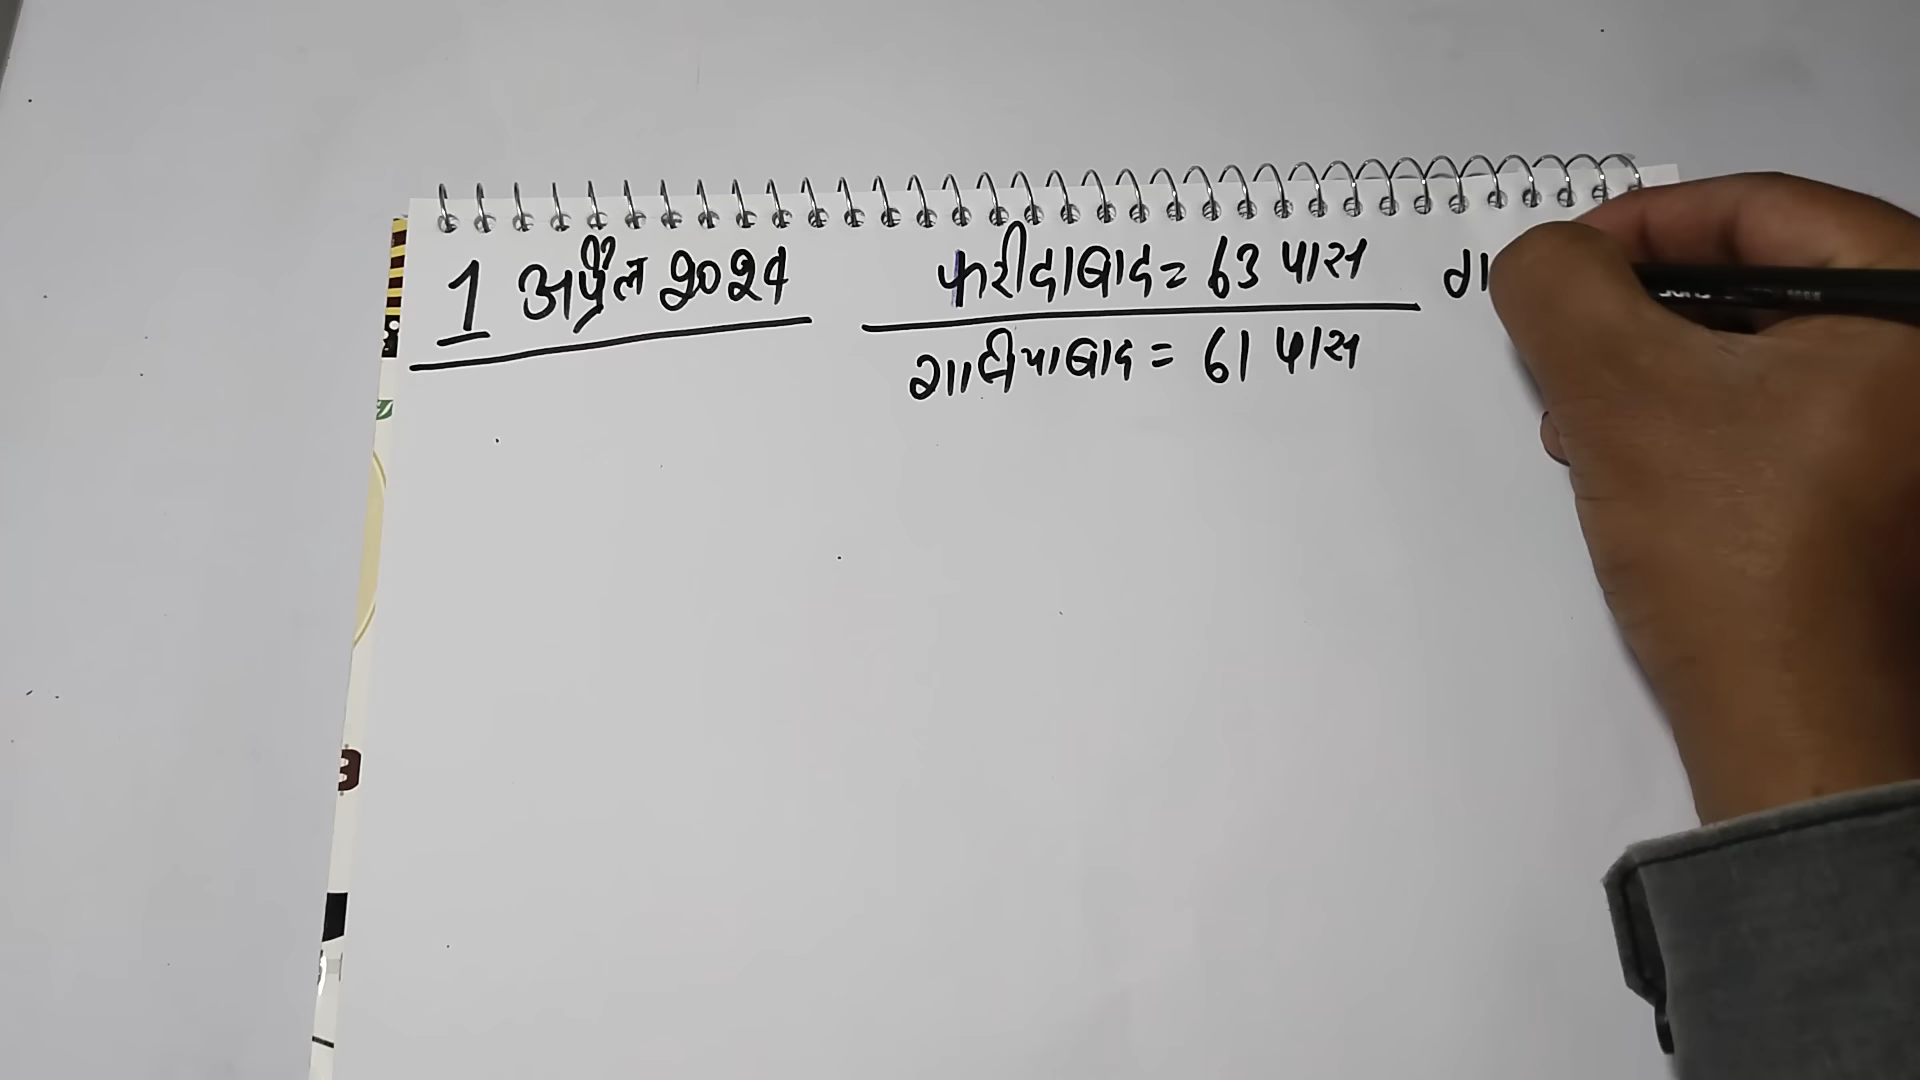 1 अप्रैल 2024
फरीदाबाद = 63 पास
गाजीयाबाद = 61 पास